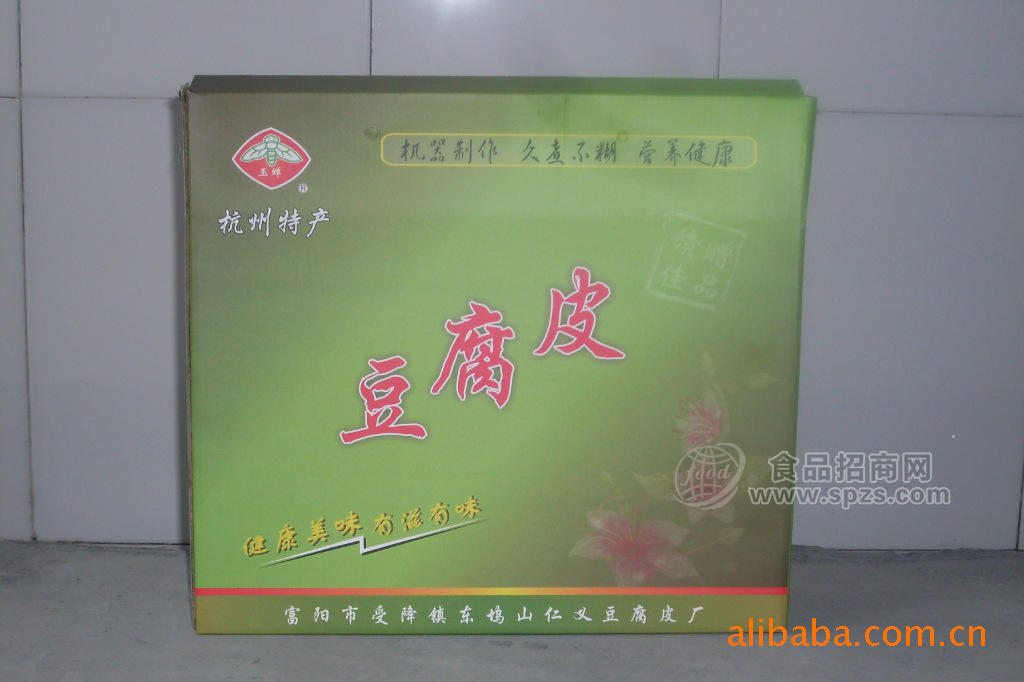 机器制作 久煮不糊 营养健康
玉蝉
®
杭州特产
馈赠
佳品
豆腐皮
食品招商网
food
www.spzs.com
健康美味有滋有味
富阳市受降镇东坞山仁义豆腐皮厂
alibaba.com.cn